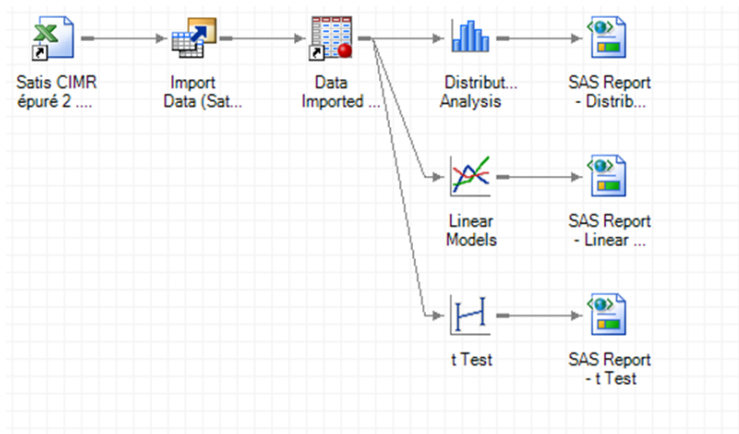 Satis CIMR
épuré 2 ....
Import
Data (Sat...
Data
Imported ...
Distribut...
Analysis
SAS Report
- Distrib...
Linear
Models
SAS Report
- Linear ...
t Test
SAS Report
- t Test